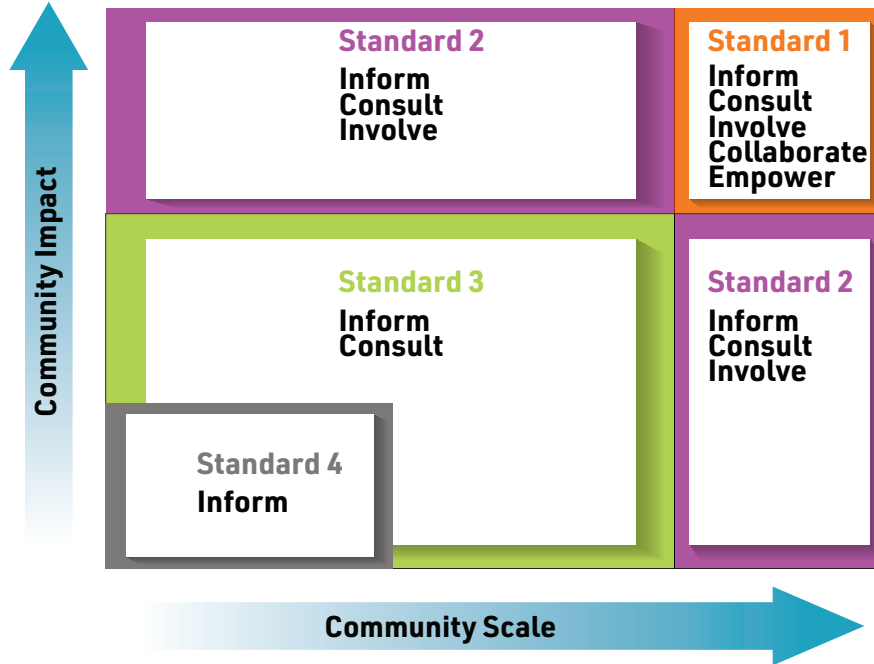 Standard 2
Inform
Consult
Involve
Standard 1
Inform
Consult
Involve
Collaborate
Empower
Community Impact
Standard 3
Inform
Consult
Standard 2
Inform
Consult
Involve
Standard 4
Inform
Community Scale